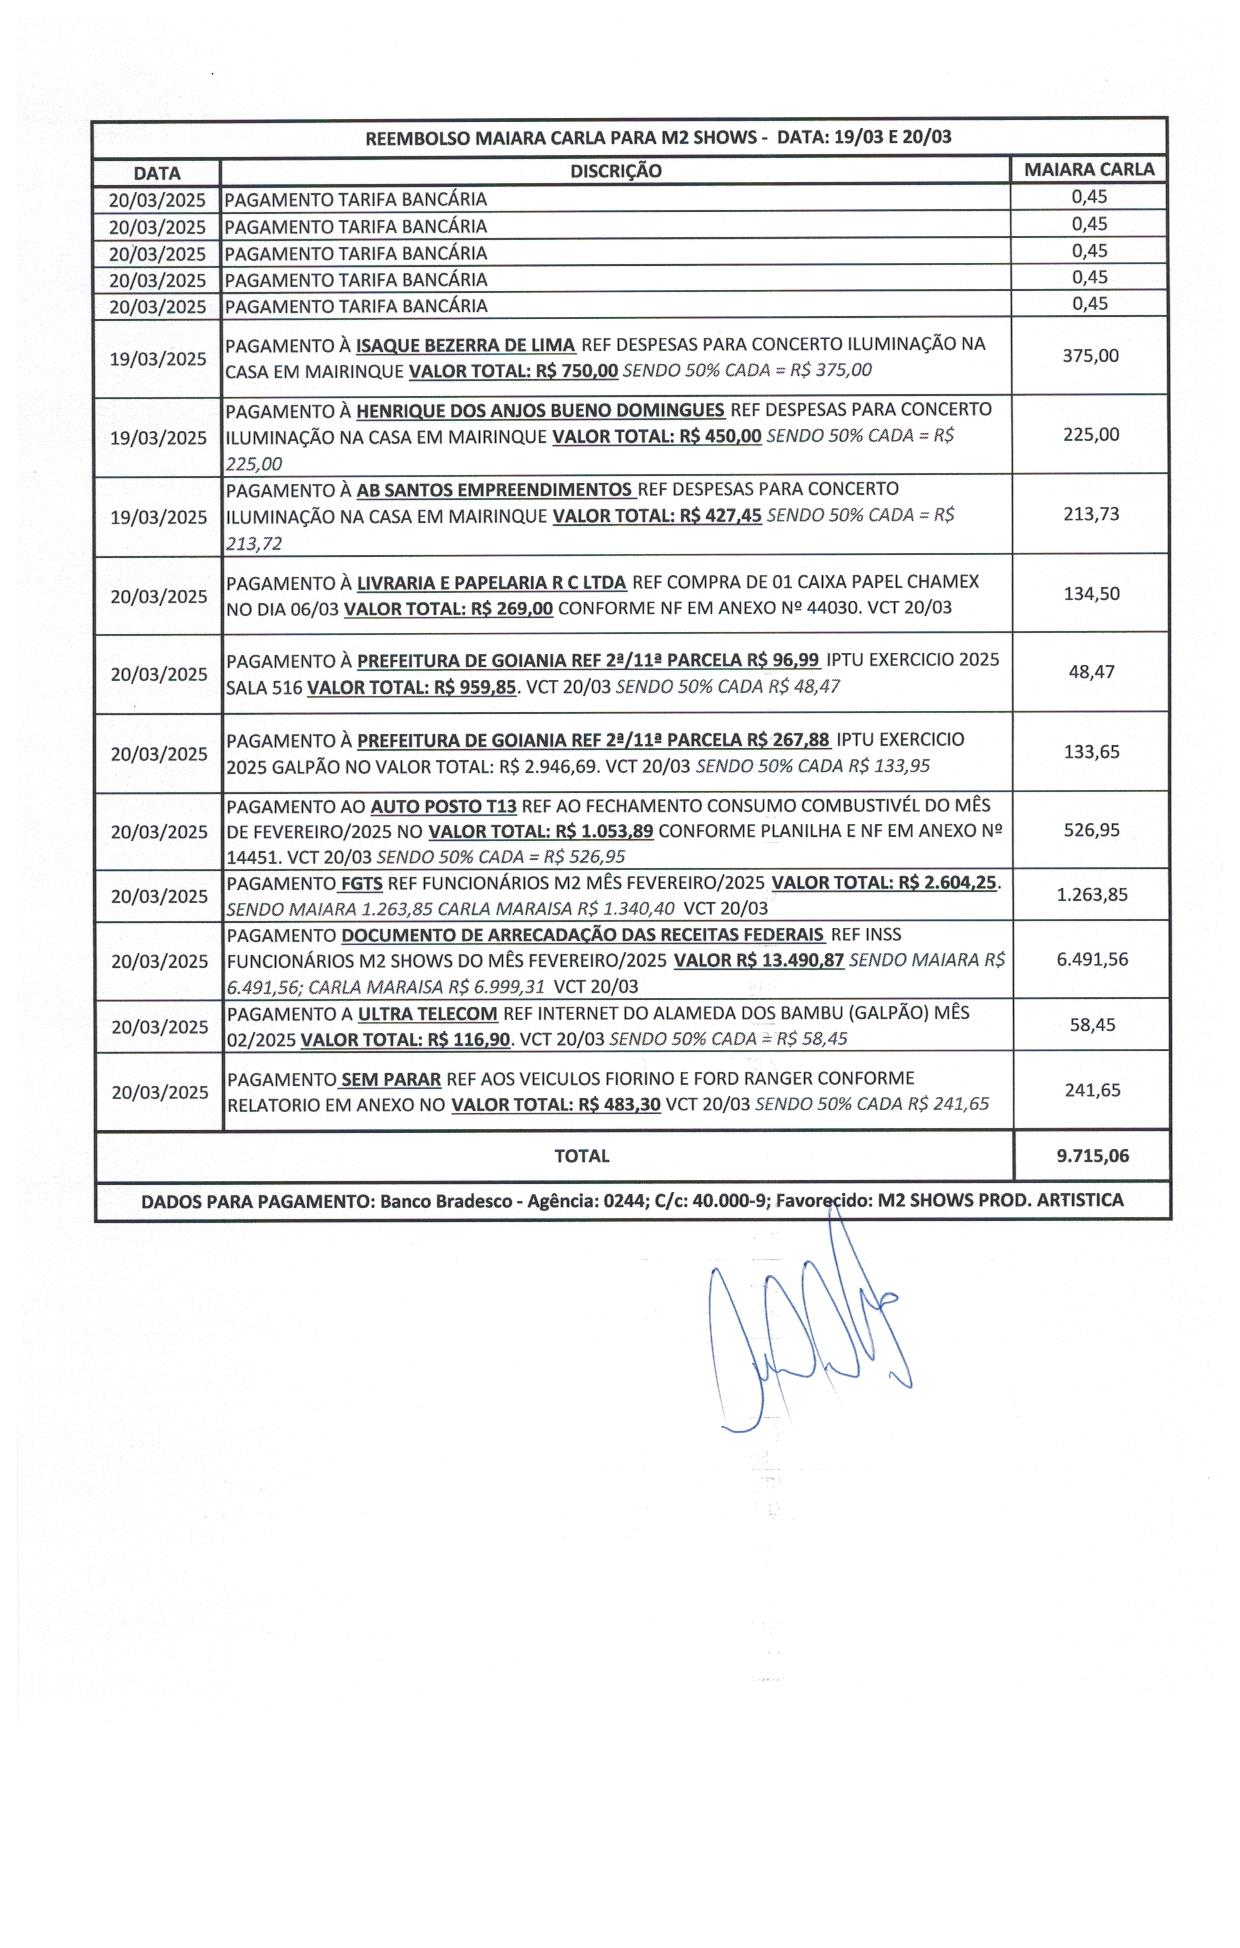 REEMBOLSO MAIARA CARLA PARA M2 SHOWS - DATA: 19/03 E 20/03
DATA DISCRIÇÃO MAIARA CARLA
20/03/2025 PAGAMENTO TARIFA BANCÁRIA 0,45
20/03/2025 PAGAMENTO TARIFA BANCÁRIA 0,45
20/03/2025 PAGAMENTO TARIFA BANCÁRIA 0,45
20/03/2025 PAGAMENTO TARIFA BANCÁRIA 0,45
20/03/2025 PAGAMENTO TARIFA BANCÁRIA 0,45
19/03/2025 PAGAMENTO À ISAQUE BEZERRA DE LIMA REF DESPESAS PARA CONCERTO ILUMINAÇÃO NA
CASA EM MAIRINQUE VALOR TOTAL: R$ 750,00 SENDO 50% CADA = R$ 375,00 375,00
19/03/2025 PAGAMENTO À HENRIQUE DOS ANJOS BUENO DOMINGUES REF DESPESAS PARA CONCERTO
ILUMINAÇÃO NA CASA EM MAIRINQUE VALOR TOTAL: R$ 450,00 SENDO 50% CADA = R$
225,00 225,00
19/03/2025 PAGAMENTO À AB SANTOS EMPREENDIMENTOS REF DESPESAS PARA CONCERTO
ILUMINAÇÃO NA CASA EM MAIRINQUE VALOR TOTAL: R$ 427,45 SENDO 50% CADA = R$
213,72 213,73
20/03/2025 PAGAMENTO À LIVRARIA E PAPELARIA R C LTDA REF COMPRA DE 01 CAIXA PAPEL CHAMEX
NO DIA 06/03 VALOR TOTAL: R$ 269,00 CONFORME NF EM ANEXO Nº 44030. VCT 20/03 134,50
20/03/2025 PAGAMENTO À PREFEITURA DE GOIANIA REF 2ª/11ª PARCELA R$ 96,99 IPTU EXERCICIO 2025
SALA 516 VALOR TOTAL: R$ 959,85. VCT 20/03 SENDO 50% CADA R$ 48,47 48,47
20/03/2025 PAGAMENTO À PREFEITURA DE GOIANIA REF 2ª/11ª PARCELA R$ 267,88 IPTU EXERCICIO
2025 GALPÃO NO VALOR TOTAL: R$ 2.946,69. VCT 20/03 SENDO 50% CADA R$ 133,95 133,65
20/03/2025 PAGAMENTO AO AUTO POSTO T13 REF AO FECHAMENTO CONSUMO COMBUSTIVÉL DO MÊS
DE FEVEREIRO/2025 NO VALOR TOTAL: R$ 1.053,89 CONFORME PLANILHA E NF EM ANEXO Nº
14451. VCT 20/03 SENDO 50% CADA = R$ 526,95 526,95
20/03/2025 PAGAMENTO FGTS REF FUNCIONÁRIOS M2 MÊS FEVEREIRO/2025 VALOR TOTAL: R$ 2.604,25.
SENDO MAIARA 1.263,85 CARLA MARAISA R$ 1.340,40 VCT 20/03 1.263,85
20/03/2025 PAGAMENTO DOCUMENTO DE ARRECADAÇÃO DAS RECEITAS FEDERAIS REF INSS
FUNCIONÁRIOS M2 SHOWS DO MÊS FEVEREIRO/2025 VALOR R$ 13.490,87 SENDO MAIARA R$
6.491,56; CARLA MARAISA R$ 6.999,31 VCT 20/03 6.491,56
20/03/2025 PAGAMENTO A ULTRA TELECOM REF INTERNET DO ALAMEDA DOS BAMBU (GALPÃO) MÊS
02/2025 VALOR TOTAL: R$ 116,90. VCT 20/03 SENDO 50% CADA = R$ 58,45 58,45
20/03/2025 PAGAMENTO SEM PARAR REF AOS VEICULOS FIORINO E FORD RANGER CONFORME
RELATORIO EM ANEXO NO VALOR TOTAL: R$ 483,30 VCT 20/03 SENDO 50% CADA R$ 241,65 241,65
TOTAL 9.715,06
DADOS PARA PAGAMENTO: Banco Bradesco - Agência: 0244; C/c: 40.000-9; Favorecido: M2 SHOWS PROD. ARTISTICA